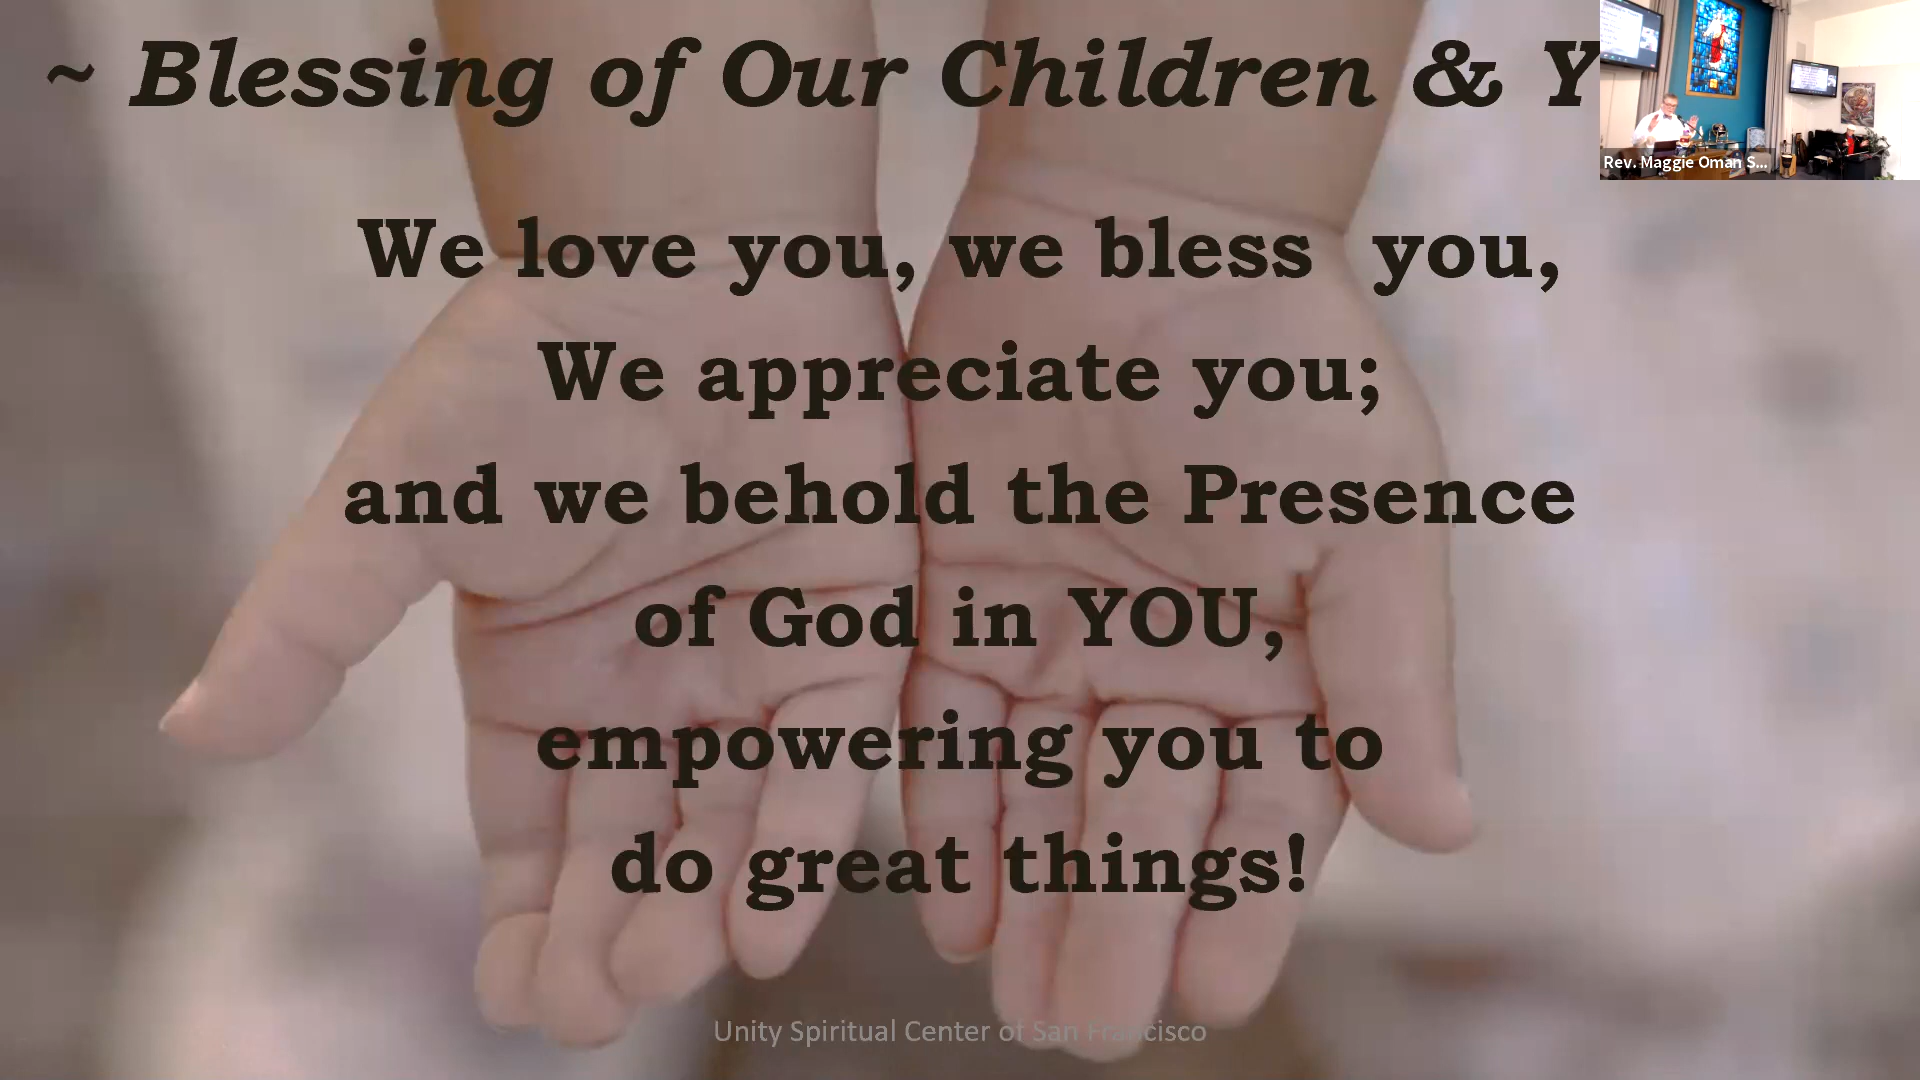 ~ Blessing of Our Children & Y
Rev. Maggie Oman S...
We love you, we bless you,
We appreciate you;
and we behold the Presence
of God in YOU,
empowering you to
do great things!
Unity Spiritual Center of San Francisco